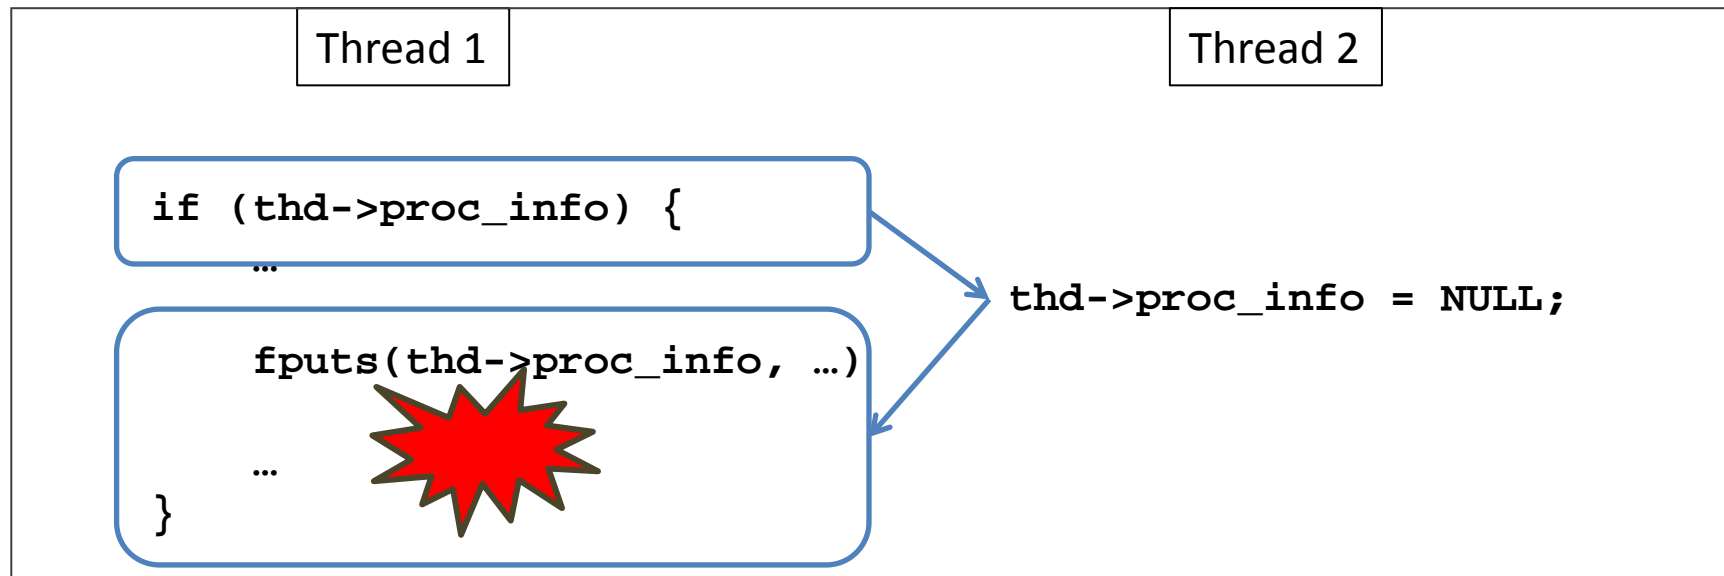 Thread 1
Thread 2
if (thd->proc_info) {
…
thd->proc_info = NULL;
fputs(thd->proc_info, …)
…
}